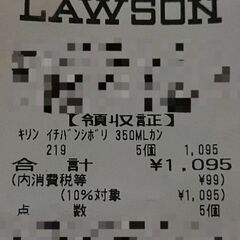 LAWSON
【領収証】
キリン イチバンシボリ 350MLカン
219 5個 1,095
合 計 ¥1,095
(内消費税等 ¥99)
(10%対象 ¥1,095)
点 数 5個